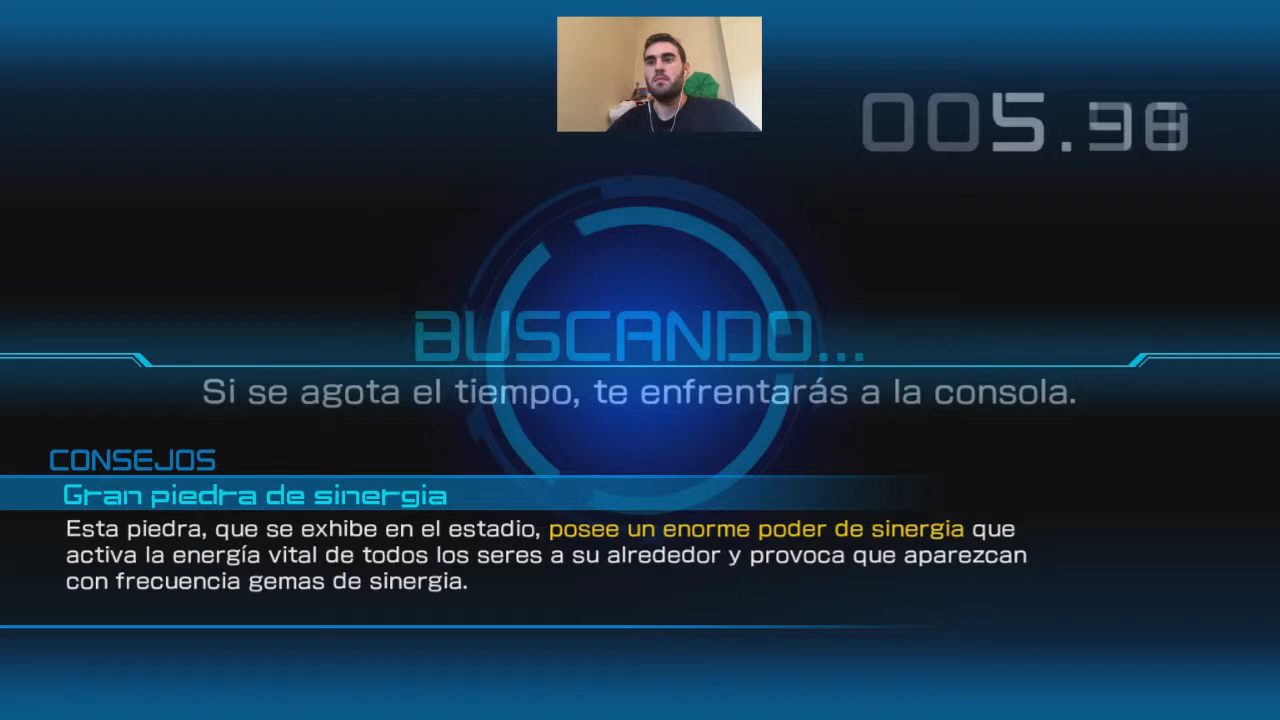 BUSCANDO...
Si se agota el tiempo, te enfrentarás a la consola.
CONSEJOS
Gran piedra de sinergia
Esta piedra, que se exhibe en el estadio, posee un enorme poder de sinergia que
activa la energía vital de todos los seres a su alrededor y provoca que aparezcan
con frecuencia gemas de sinergia.